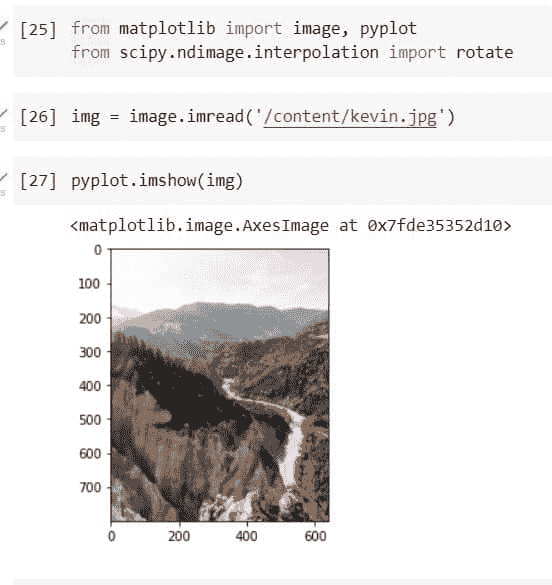 [25] from matplotlib import image, pyplot
from scipy.ndimage.interpolation import rotate
[26] img = image.imread('/content/kevin.jpg')
[27] pyplot.imshow(img)
<matplotlib.image.AxesImage at 0x7fde35352d10>
0
100
200
300
400
500
600
700
0 200 400 600